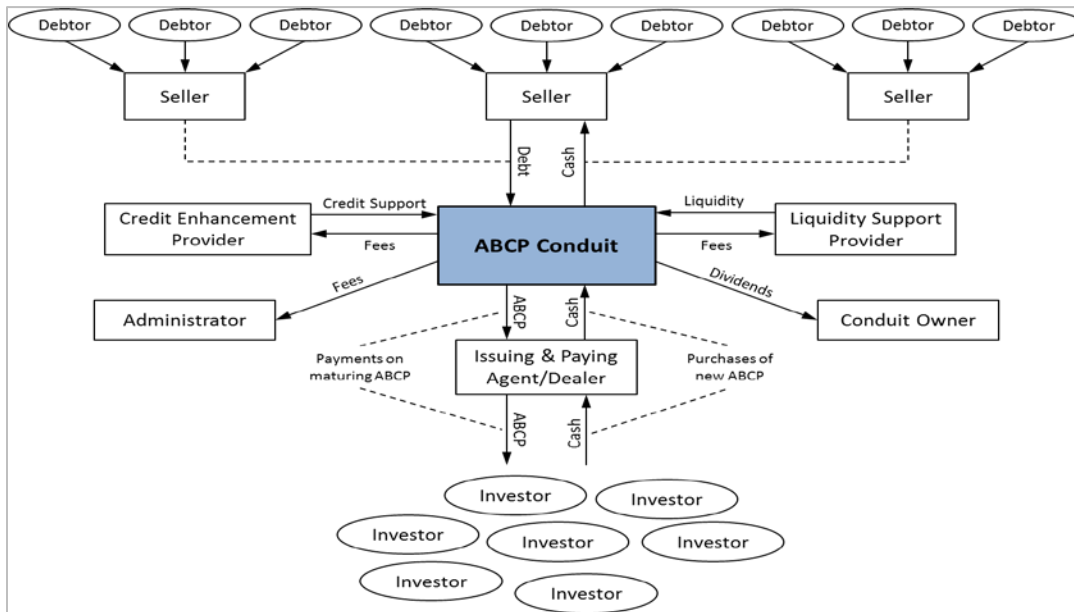 Debtor Debtor Debtor Debtor Debtor Debtor Debtor Debtor Debtor
Seller Seller Seller
Debt
Cash
Credit Enhancement
Provider
Credit Support
Fees
ABCP Conduit
Liquidity
Fees
Liquidity Support
Provider
Fees
Dividends
Administrator
Conduit Owner
ABCP
Cash
Payments on
maturing ABCP
Issuing & Paying
Agent/Dealer
Purchases of
new ABCP
ABCP
Cash
Investor Investor
Investor Investor Investor
Investor Investor